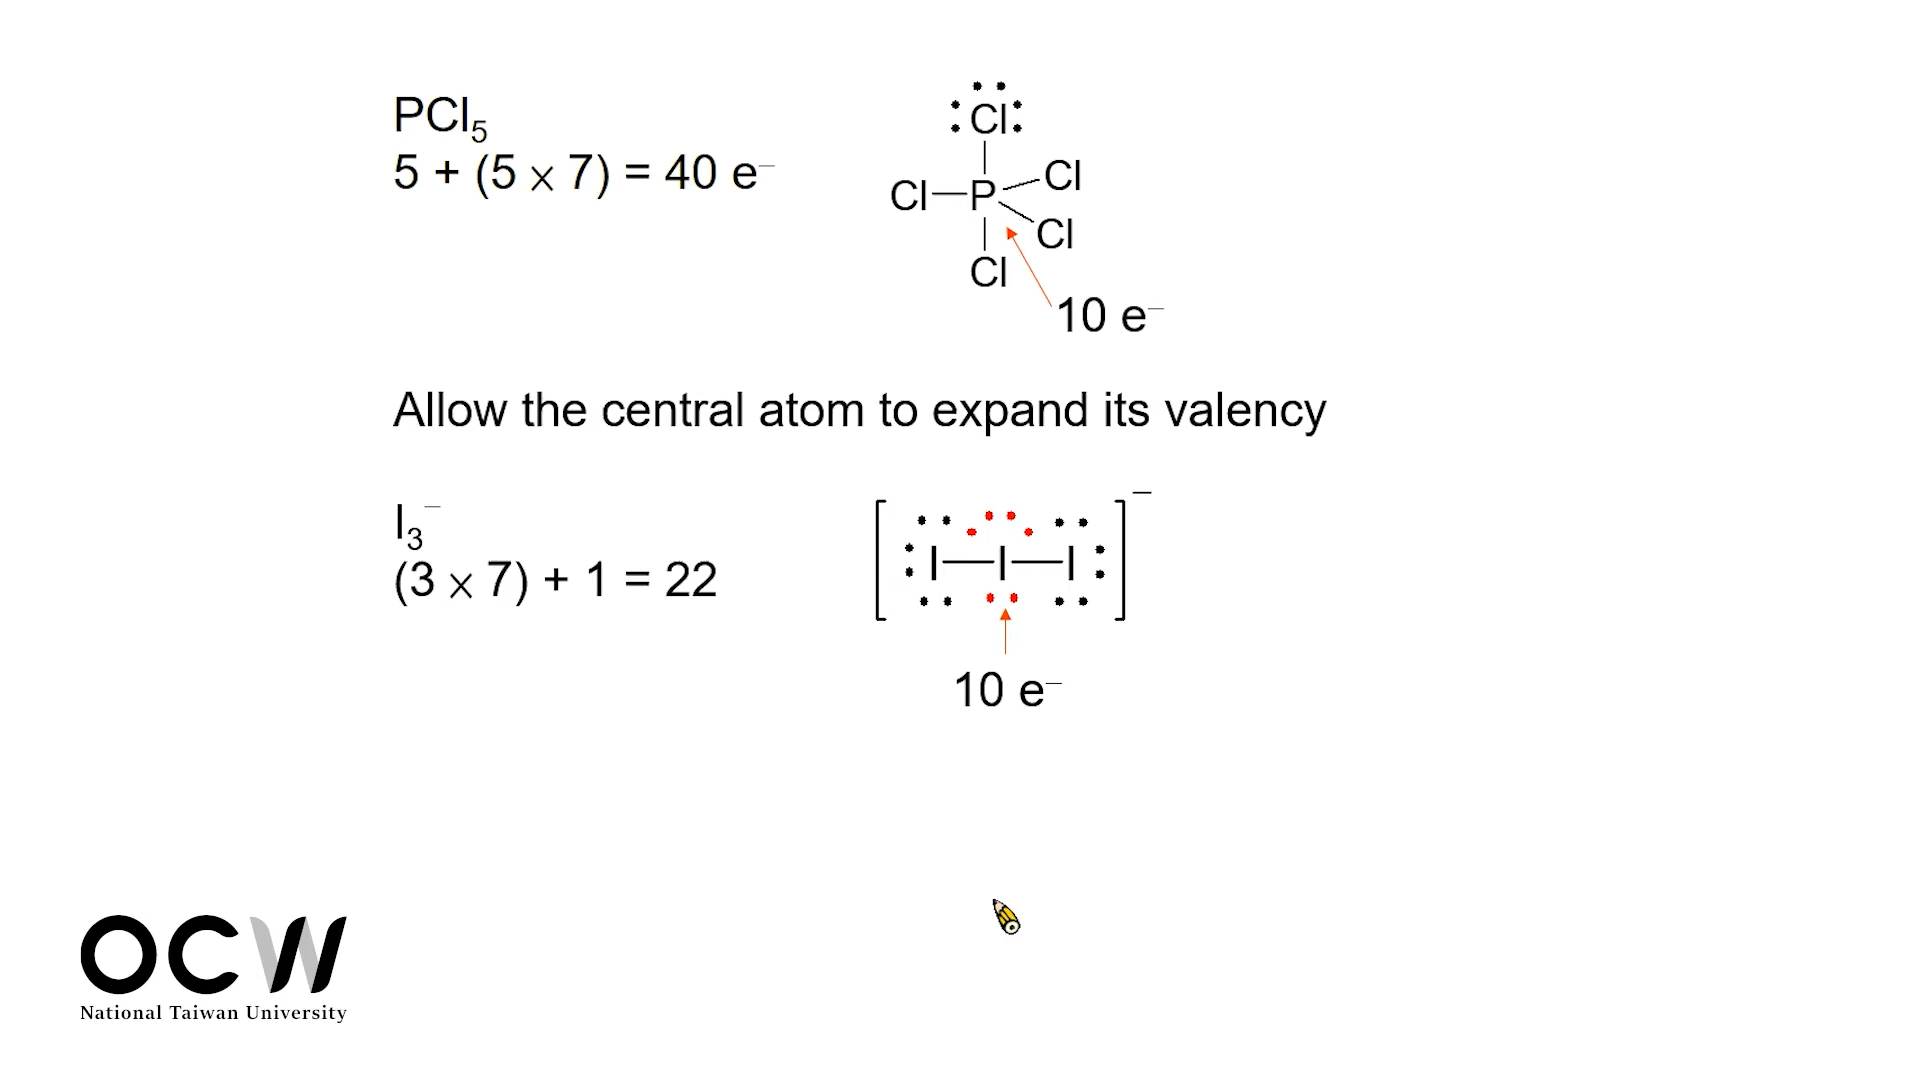 PCl₅
5 + (5 × 7) = 40 e⁻
Cl
Cl—P
Cl
Cl
Cl
10 e⁻
Allow the central atom to expand its valency
I₃⁻
(3 × 7) + 1 = 22
[I—I—I]⁻
10 e⁻
OCW
National Taiwan University